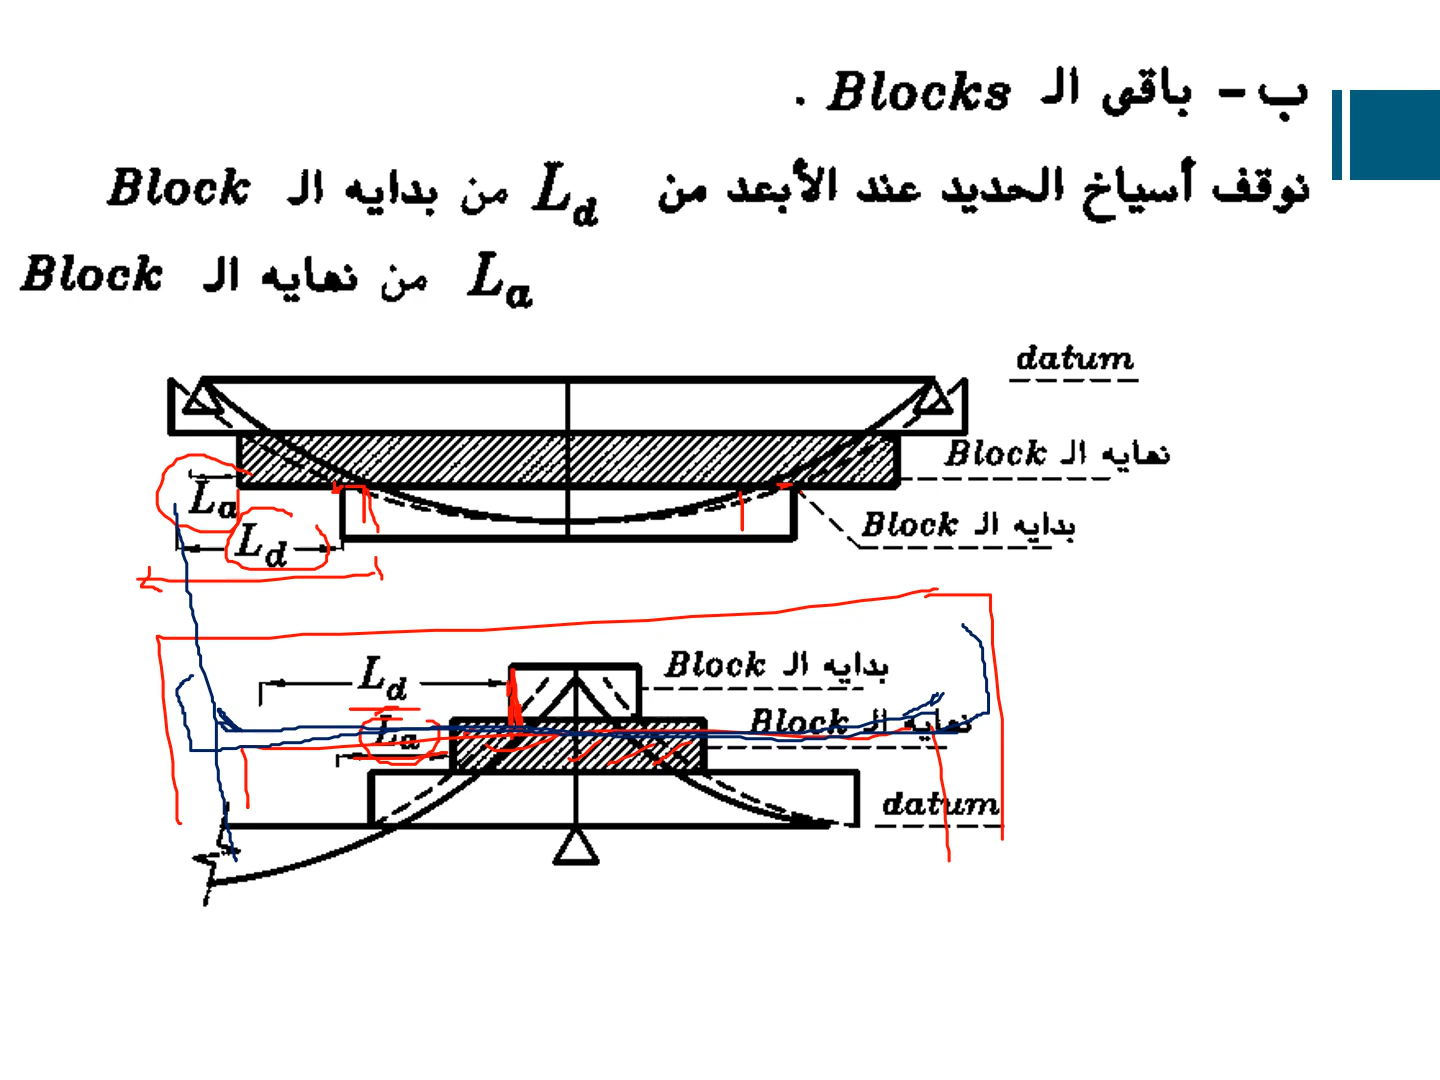 ب - باقى الـ Blocks .
نوقف أسياخ الحديد عند الأبعد من Ld من بدايه الـ Block
La من نهايه الـ Block
datum
نهايه الـ Block
La
بدايه الـ Block
Ld
بدايه الـ Block
Ld
نهايه الـ Block
La
datum